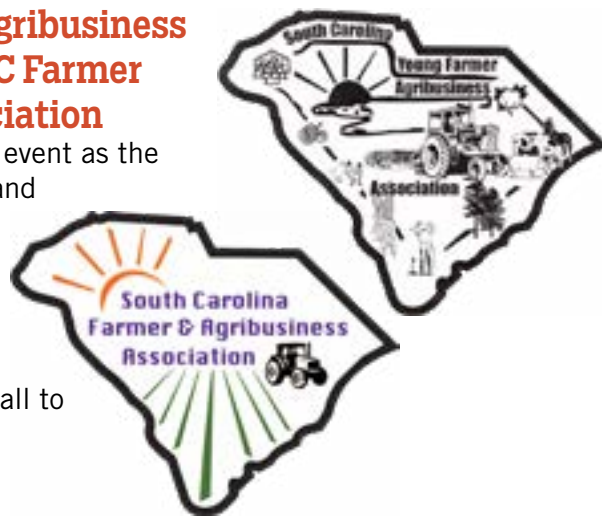 gribusiness
C Farmer
ciation
event as the
and
all to
South Carolina
Young Farmer
Agribusiness
Association
South Carolina
Farmer & Agribusiness
Association